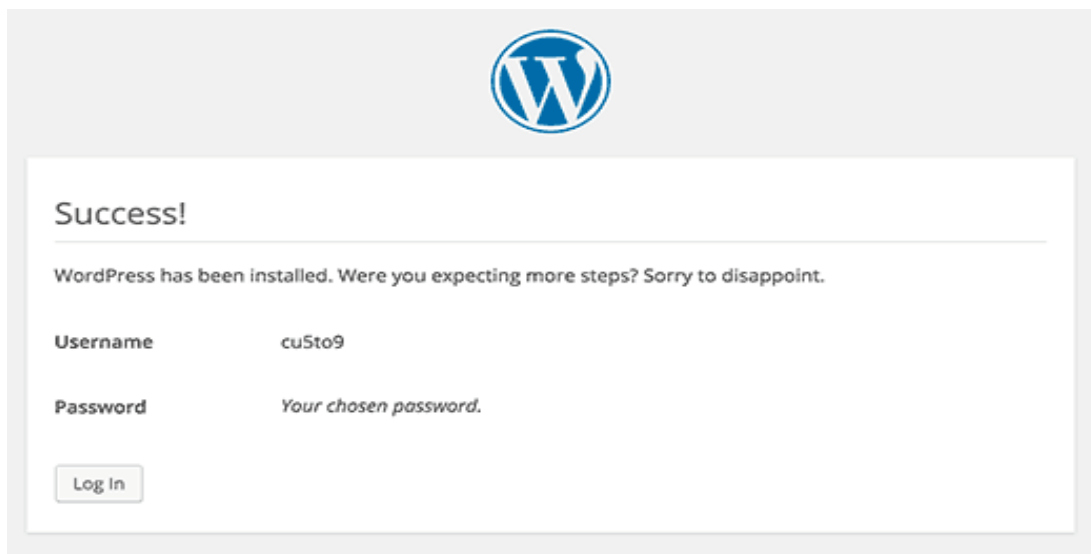 Success!
WordPress has been installed. Were you expecting more steps? Sorry to disappoint.
Username cu5to9
Password Your chosen password.
Log In